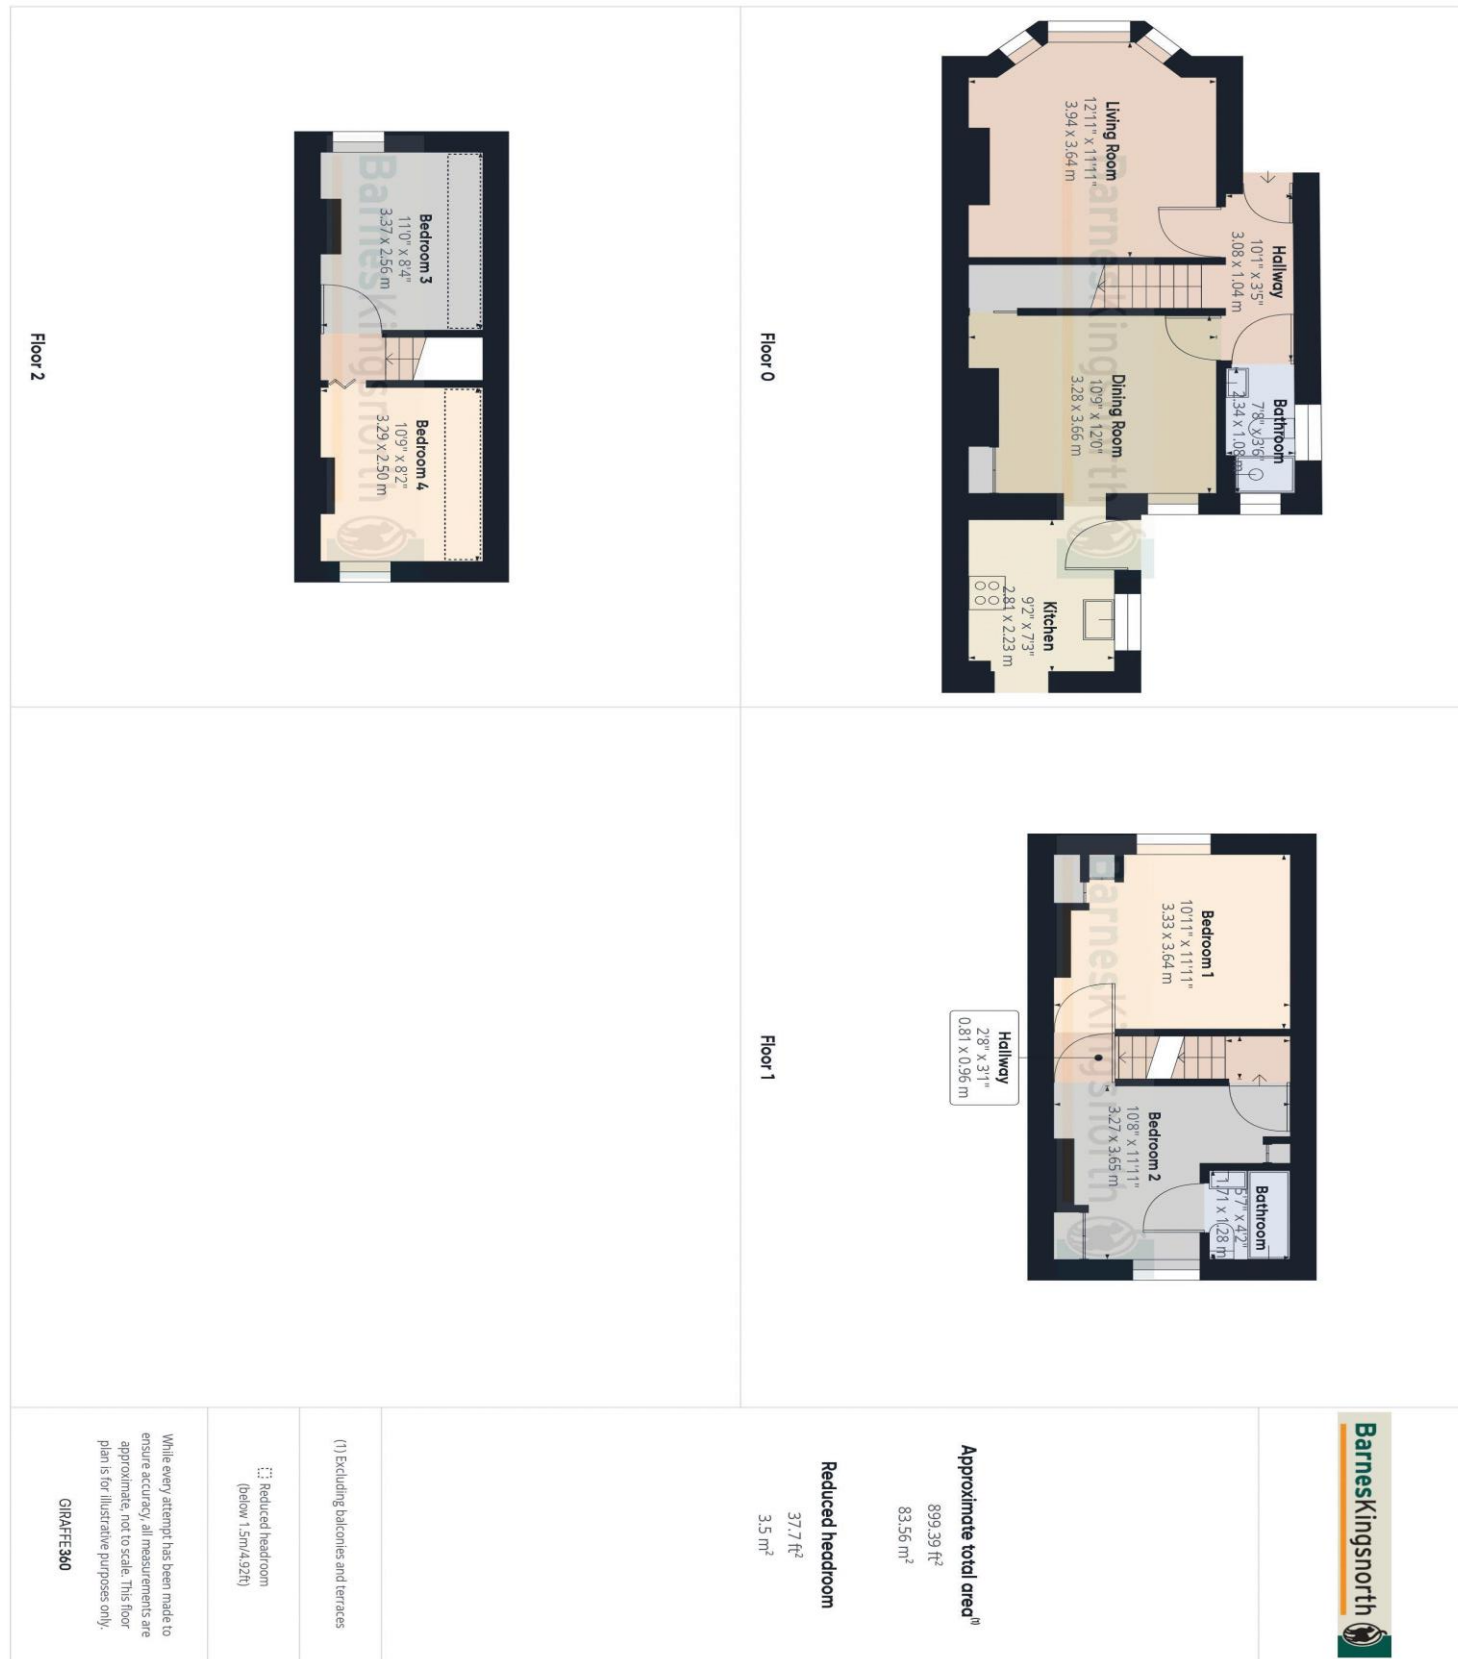 Living Room
12'11" x 11'11"
3.94 x 3.64 m
Hallway
10'1" x 3'5"
3.08 x 1.04 m
Dining Room
10'9" x 12'0"
3.28 x 3.66 m
Bathroom
7'8" x 3'6"
2.34 x 1.08 m
Kitchen
9'2" x 7'3"
2.81 x 2.23 m
BarnesKingsnorth
Floor 0
Bedroom 1
10'11" x 11'11"
3.33 x 3.64 m
Hallway
2'8" x 3'1"
0.81 x 0.96 m
Bedroom 2
10'8" x 11'11"
3.27 x 3.65 m
Bathroom
5'7" x 4'2"
1.71 x 1.28 m
BarnesKingsnorth
Floor 1
Bedroom 3
11'0" x 8'4"
3.37 x 2.56 m
Bedroom 4
10'9" x 8'2"
3.29 x 2.50 m
BarnesKingsnorth
Floor 2
BarnesKingsnorth
Approximate total area(1)
899.39 ft²
83.56 m²
Reduced headroom
37.7 ft²
3.5 m²
(1) Excluding balconies and terraces
Reduced headroom
(below 1.5m/4.92ft)
While every attempt has been made to
ensure accuracy, all measurements are
approximate, not to scale. This floor
plan is for illustrative purposes only.
GIRAFFE360